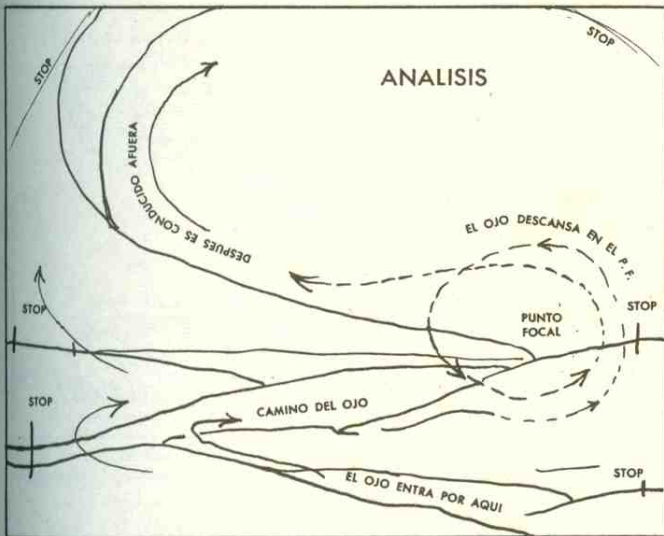 STOP
STOP
ANALISIS
DESPUES ES CONDUCIDO AFUERA
EL OJO DESCANSA EN EL P.F.
STOP
PUNTO
FOCAL
STOP
STOP
CAMINO DEL OJO
EL OJO ENTRA POR AQUI
STOP